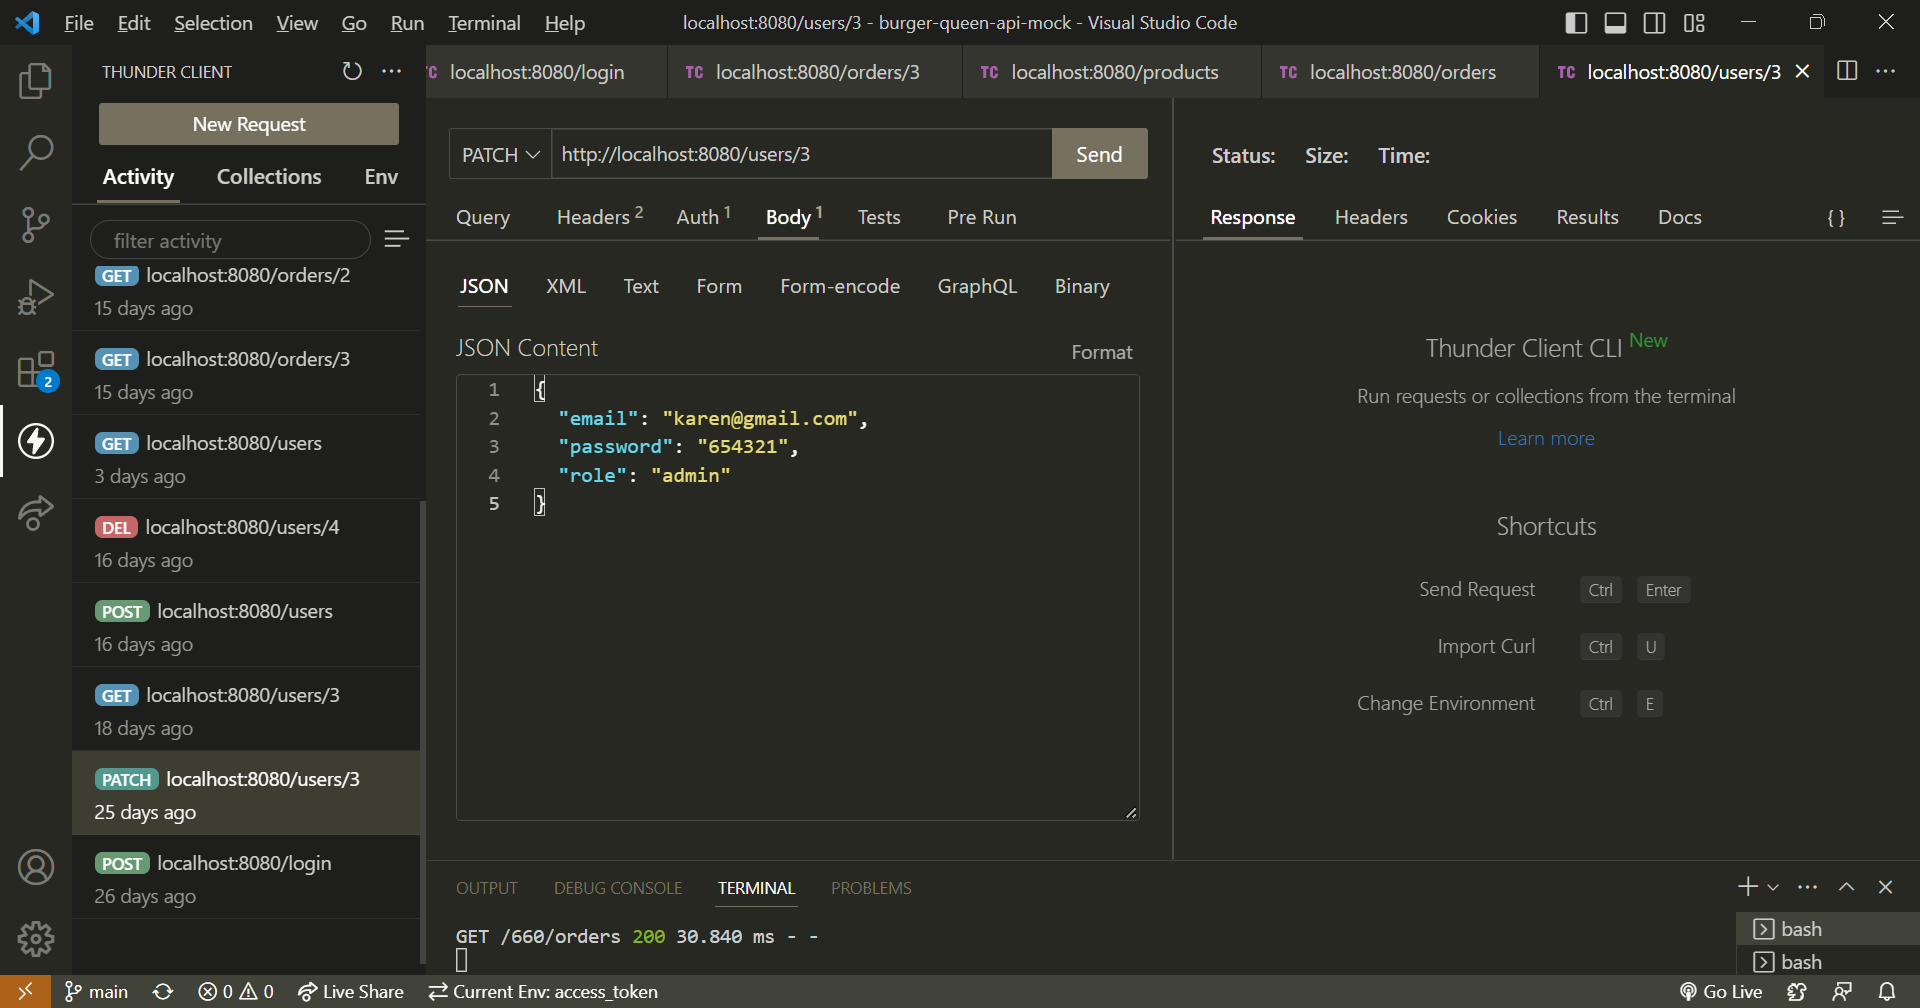 File Edit Selection View Go Run Terminal Help
localhost:8080/users/3 - burger-queen-api-mock - Visual Studio Code
THUNDER CLIENT
New Request
Activity Collections Env
filter activity
GET localhost:8080/orders/2
15 days ago
GET localhost:8080/orders/3
15 days ago
GET localhost:8080/users
3 days ago
DEL localhost:8080/users/4
16 days ago
POST localhost:8080/users
16 days ago
GET localhost:8080/users/3
18 days ago
PATCH localhost:8080/users/3
25 days ago
POST localhost:8080/login
26 days ago
2
TC localhost:8080/login
TC localhost:8080/orders/3
TC localhost:8080/products
TC localhost:8080/orders
TC localhost:8080/users/3
PATCH http://localhost:8080/users/3 Send
Query Headers 2 Auth 1 Body 1 Tests Pre Run
JSON XML Text Form Form-encode GraphQL Binary
JSON Content Format
1 {
2 "email": "karen@gmail.com",
3 "password": "654321",
4 "role": "admin"
5 }
Status: Size: Time:
Response Headers Cookies Results Docs {}
Thunder Client CLI New
Run requests or collections from the terminal
Learn more
Shortcuts
Send Request Ctrl Enter
Import Curl Ctrl U
Change Environment Ctrl E
OUTPUT DEBUG CONSOLE TERMINAL PROBLEMS
GET /660/orders 200 30.840 ms - -
bash
bash
main 0 0 Live Share Current Env: access_token Go Live